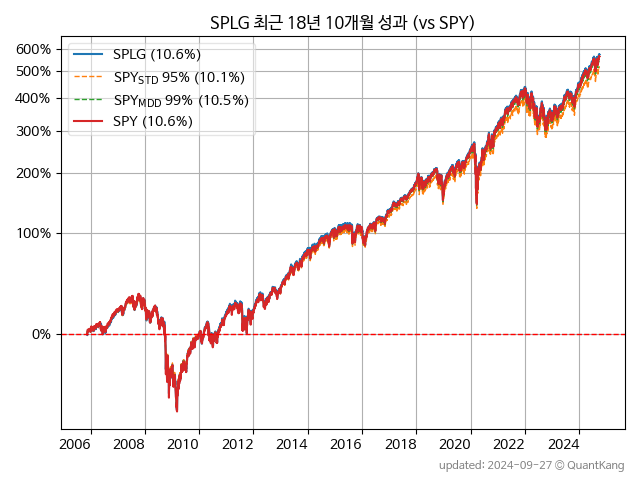 SPLG 최근 18년 10개월 성과 (vs SPY)
600%
500%
400%
300%
200%
100%
0%
SPLG (10.6%)
SPYSTD 95% (10.1%)
SPYMDD 99% (10.5%)
SPY (10.6%)
2006 2008 2010 2012 2014 2016 2018 2020 2022 2024
updated: 2024-09-27 © QuantKang